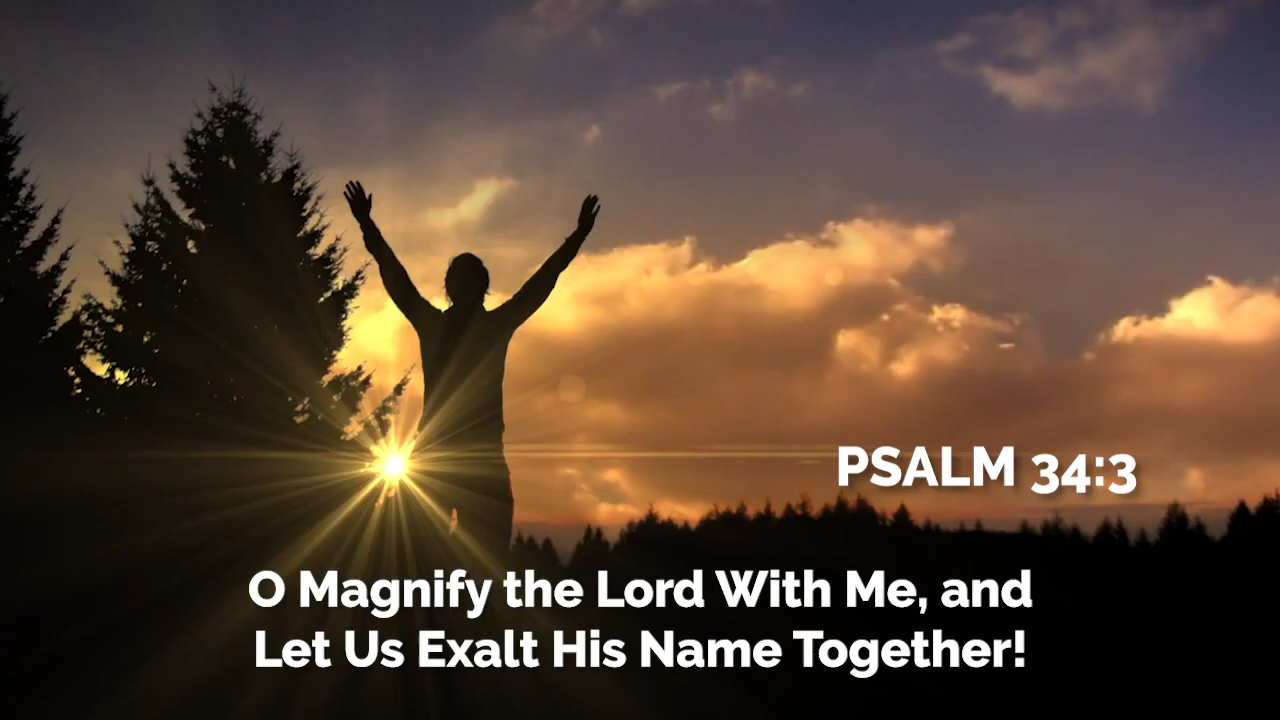 PSALM 34:3
O Magnify the Lord With Me, and
Let Us Exalt His Name Together!